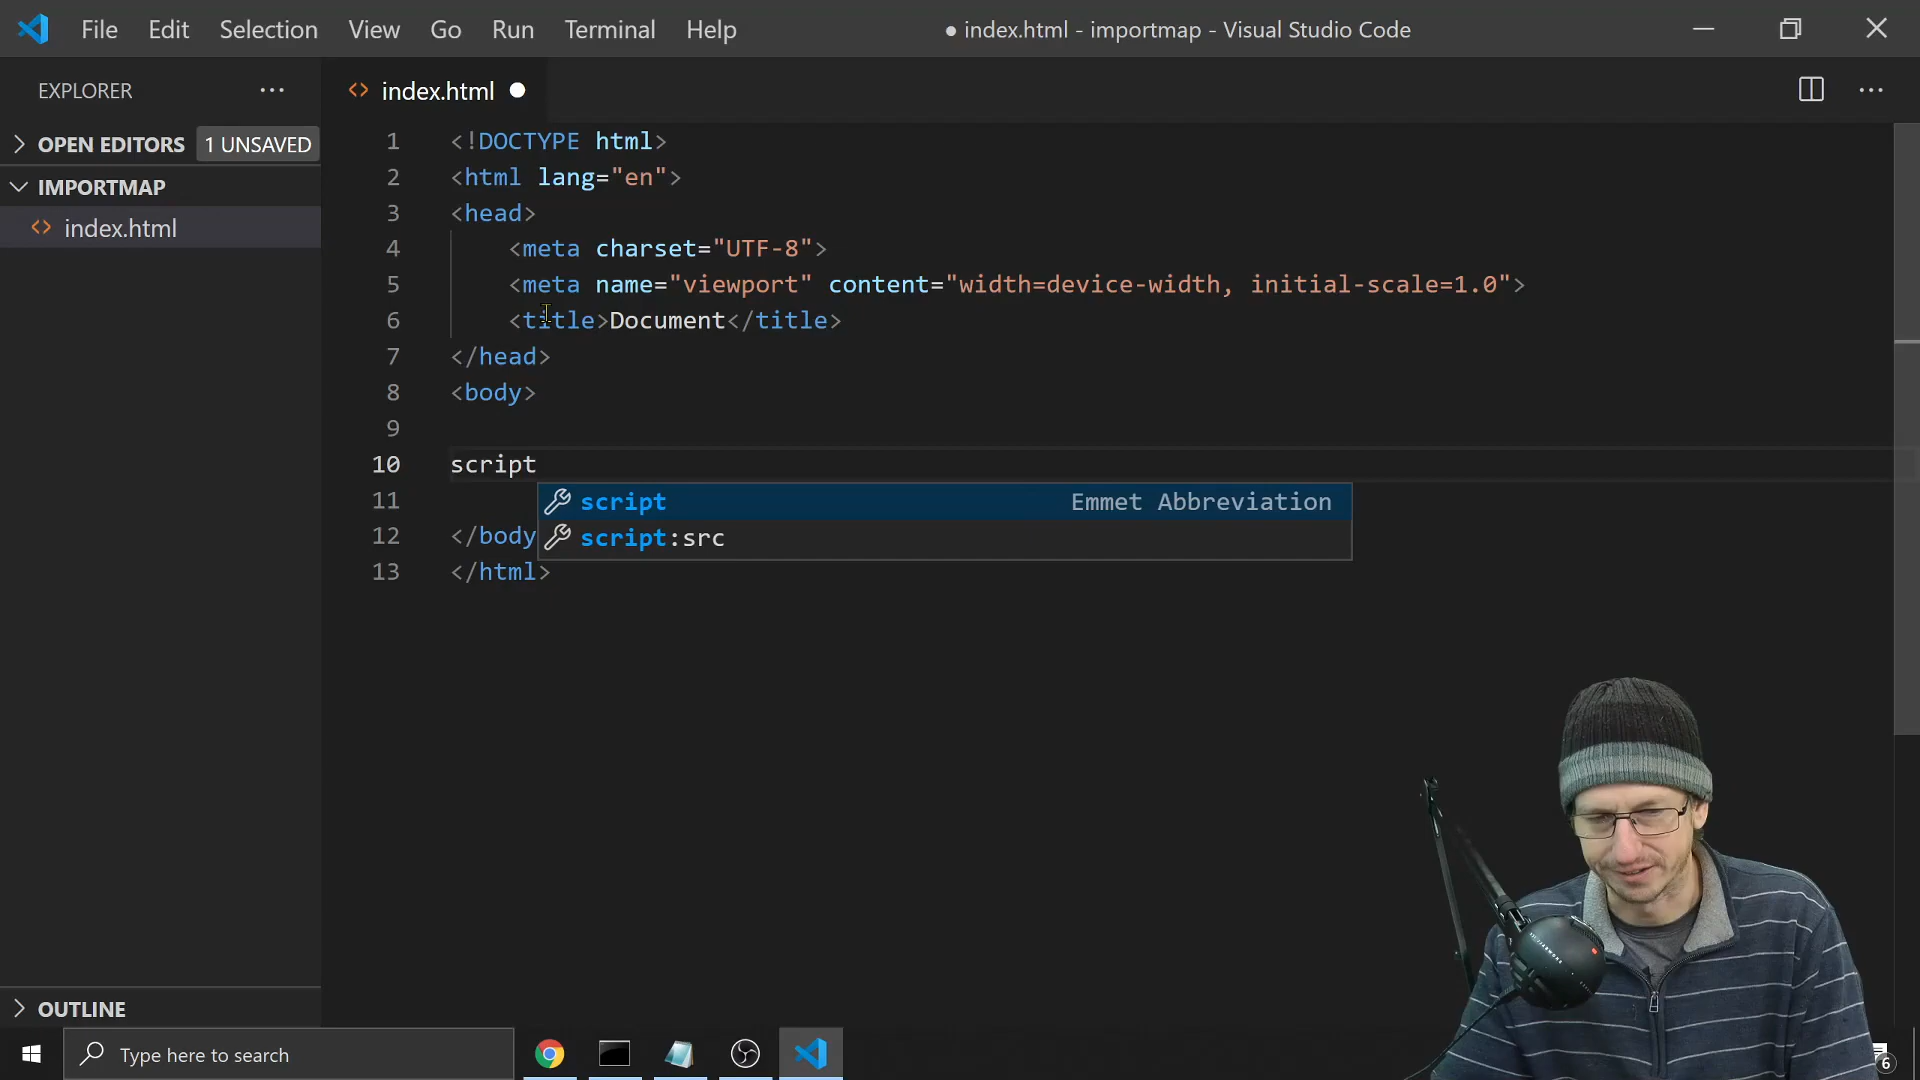 File Edit Selection View Go Run Terminal Help
● index.html - importmap - Visual Studio Code
EXPLORER
OPEN EDITORS 1 UNSAVED
IMPORTMAP
index.html
OUTLINE
index.html
1 <!DOCTYPE html>
2 <html lang="en">
3 <head>
4 <meta charset="UTF-8">
5 <meta name="viewport" content="width=device-width, initial-scale=1.0">
6 <title>Document</title>
7 </head>
8 <body>
9
10 script
11
12 </body
13 </html>
script Emmet Abbreviation
script:src
Type here to search
6